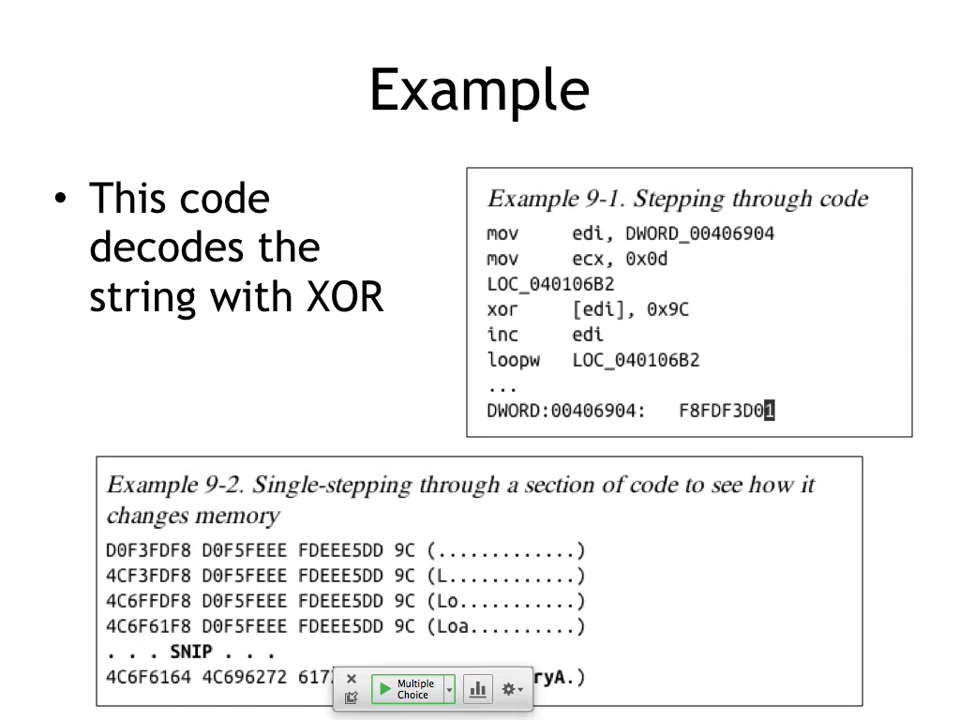 Example
• This code
decodes the
string with XOR
Example 9-1. Stepping through code
mov edi, DWORD_00406904
mov ecx, 0x0d
LOC_040106B2
xor [edi], 0x9C
inc edi
loopw LOC_040106B2
...
DWORD:00406904: F8FDF3D01
Example 9-2. Single-stepping through a section of code to see how it
changes memory
D0F3FDF8 D0F5FEEE FDEEE5DD 9C (.............)
4CF3FDF8 D0F5FEEE FDEEE5DD 9C (L............)
4C6FFDF8 D0F5FEEE FDEEE5DD 9C (Lo...........)
4C6F61F8 D0F5FEEE FDEEE5DD 9C (Loa..........)
. . . SNIP . . .
4C6F6164 4C696272 ryA.)
Multiple
Choice